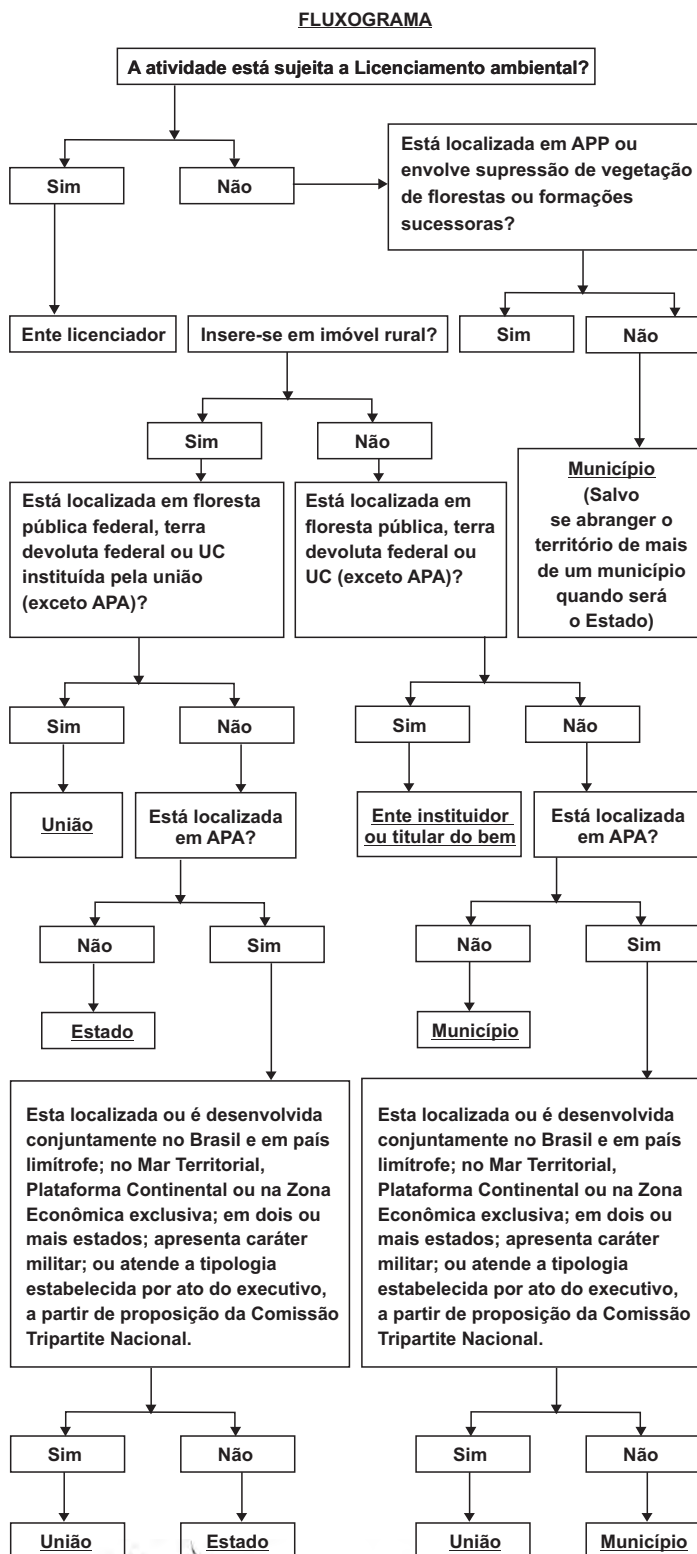 FLUXOGRAMA
A atividade está sujeita a Licenciamento ambiental?
Sim
Não
Está localizada em APP ou
envolve supressão de vegetação
de florestas ou formações
sucessoras?
Ente licenciador
Insere-se em imóvel rural?
Sim
Não
Sim
Não
Município
(Salvo
se abranger o
território de mais
de um município
quando será
o Estado)
Está localizada em floresta
pública federal, terra
devoluta federal ou UC
instituída pela união
(exceto APA)?
Está localizada em
floresta pública, terra
devoluta federal ou
UC (exceto APA)?
Sim
Não
Sim
Não
União
Está localizada
em APA?
Ente instituidor
ou titular do bem
Está localizada
em APA?
Não
Sim
Não
Sim
Estado
Município
Esta localizada ou é desenvolvida
conjuntamente no Brasil e em país
limítrofe; no Mar Territorial,
Plataforma Continental ou na Zona
Econômica exclusiva; em dois ou
mais estados; apresenta caráter
militar; ou atende a tipologia
estabelecida por ato do executivo,
a partir de proposição da Comissão
Tripartite Nacional.
Esta localizada ou é desenvolvida
conjuntamente no Brasil e em país
limítrofe; no Mar Territorial,
Plataforma Continental ou na Zona
Econômica exclusiva; em dois ou
mais estados; apresenta caráter
militar; ou atende a tipologia
estabelecida por ato do executivo,
a partir de proposição da Comissão
Tripartite Nacional.
Sim
Não
Sim
Não
União
Estado
União
Município